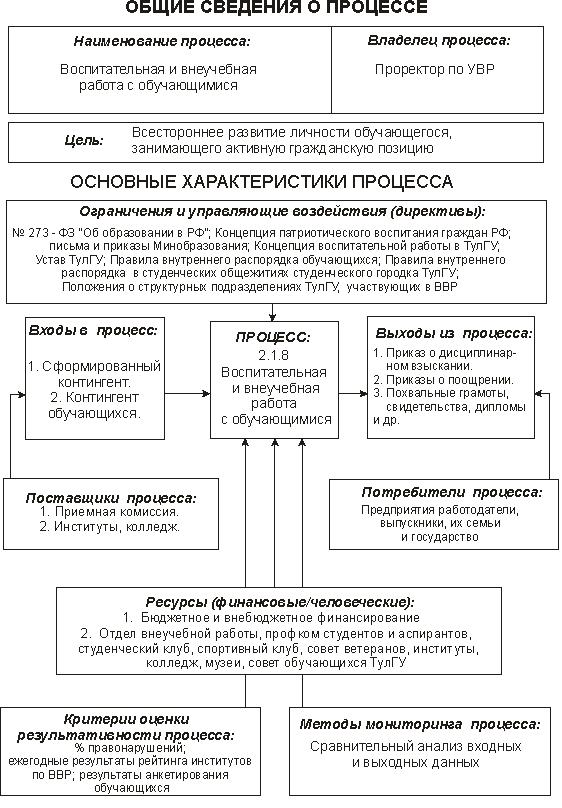 ОБЩИЕ СВЕДЕНИЯ О ПРОЦЕССЕ
Наименование процесса:
Воспитательная и внеучебная
работа с обучающимися
Владелец процесса:
Проректор по УВР
Цель:
Всестороннее развитие личности обучающегося,
занимающего активную гражданскую позицию
ОСНОВНЫЕ ХАРАКТЕРИСТИКИ ПРОЦЕССА
Ограничения и управляющие воздействия (директивы):
№ 273 - ФЗ "Об образовании в РФ"; Концепция патриотического воспитания граждан РФ;
письма и приказы Минобразования; Концепция воспитательной работы в ТулГУ;
Устав ТулГУ; Правила внутреннего распорядка обучающихся; Правила внутреннего
распорядка в студенческих общежитиях студенческого городка ТулГУ;
Положения о структурных подразделениях ТулГУ, участвующих в ВВР
Входы в процесс:
1. Сформированный
контингент.
2. Контингент
обучающихся.
ПРОЦЕСС:
2.1.8
Воспитательная
и внеучебная
работа
с обучающимися
Выходы из процесса:
1. Приказ о дисциплинар-
ном взыскании.
2. Приказы о поощрении.
3. Похвальные грамоты,
свидетельства, дипломы
и др.
Поставщики процесса:
1. Приемная комиссия.
2. Институты, колледж.
Потребители процесса:
Предприятия работодатели,
выпускники, их семьи
и государство
Ресурсы (финансовые/человеческие):
1. Бюджетное и внебюджетное финансирование
2. Отдел внеучебной работы, профком студентов и аспирантов,
студенческий клуб, спортивный клуб, совет ветеранов, институты,
колледж, музеи, совет обучающихся ТулГУ
Критерии оценки
результативности процесса:
% правонарушений;
ежегодные результаты рейтинга институтов
по ВВР; результаты анкетирования
обучающихся
Методы мониторинга процесса:
Сравнительный анализ входных
и выходных данных